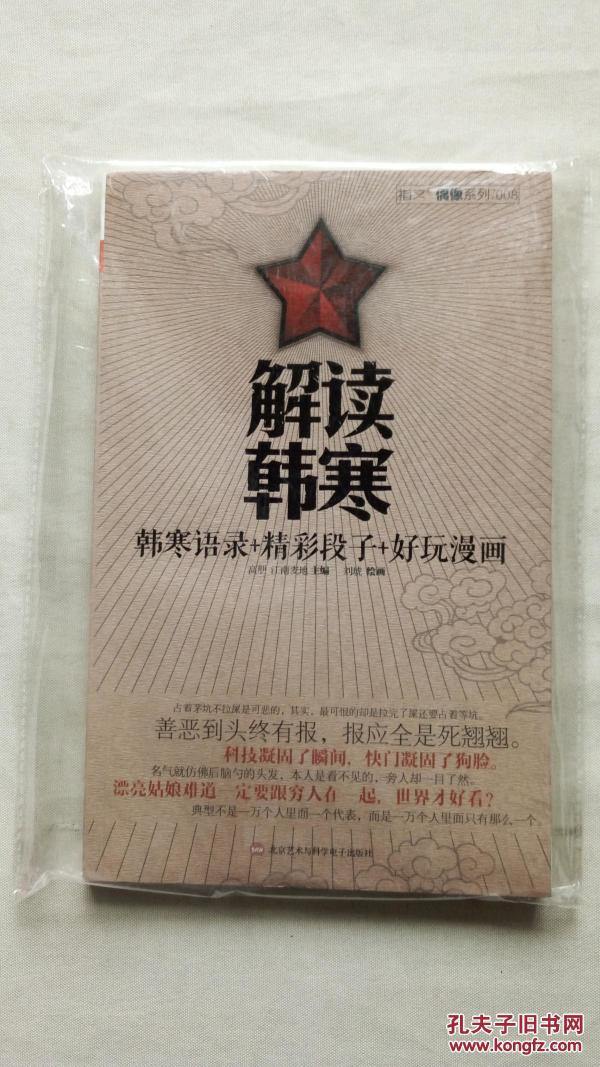 指文®偶像系列/008
解读
韩寒
韩寒语录+精彩段子+好玩漫画
江南麦地 主编 绘画
占着茅坑不拉屎是可恶的，其实，最可恨的却是拉完了屎还要占着等坑。
善恶到头终有报，报应全是死翘翘。
科技凝固了瞬间，快门凝固了狗脸。
名气就仿佛后脑勺的头发，本人是看不见的，旁人却一目了然。
漂亮姑娘难道一定要跟穷人在一起，世界才好看？
典型不是一万个人里面一个代表，而是一万个人里面只有那么一个
北京艺术与科学电子出版社
孔夫子旧书网
www.kongfz.com